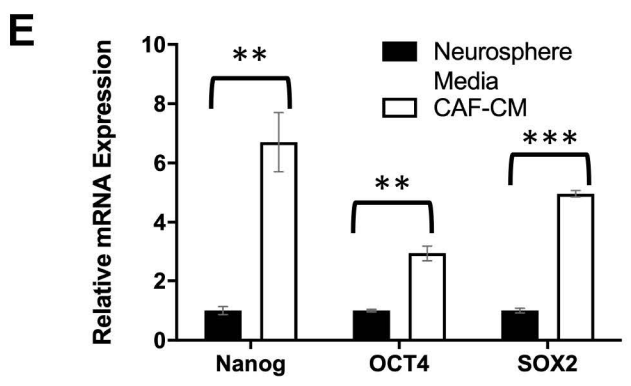 E
Relative mRNA Expression
10
8
6
4
2
0
**
**
***
Neurosphere
Media
CAF-CM
Nanog
OCT4
SOX2